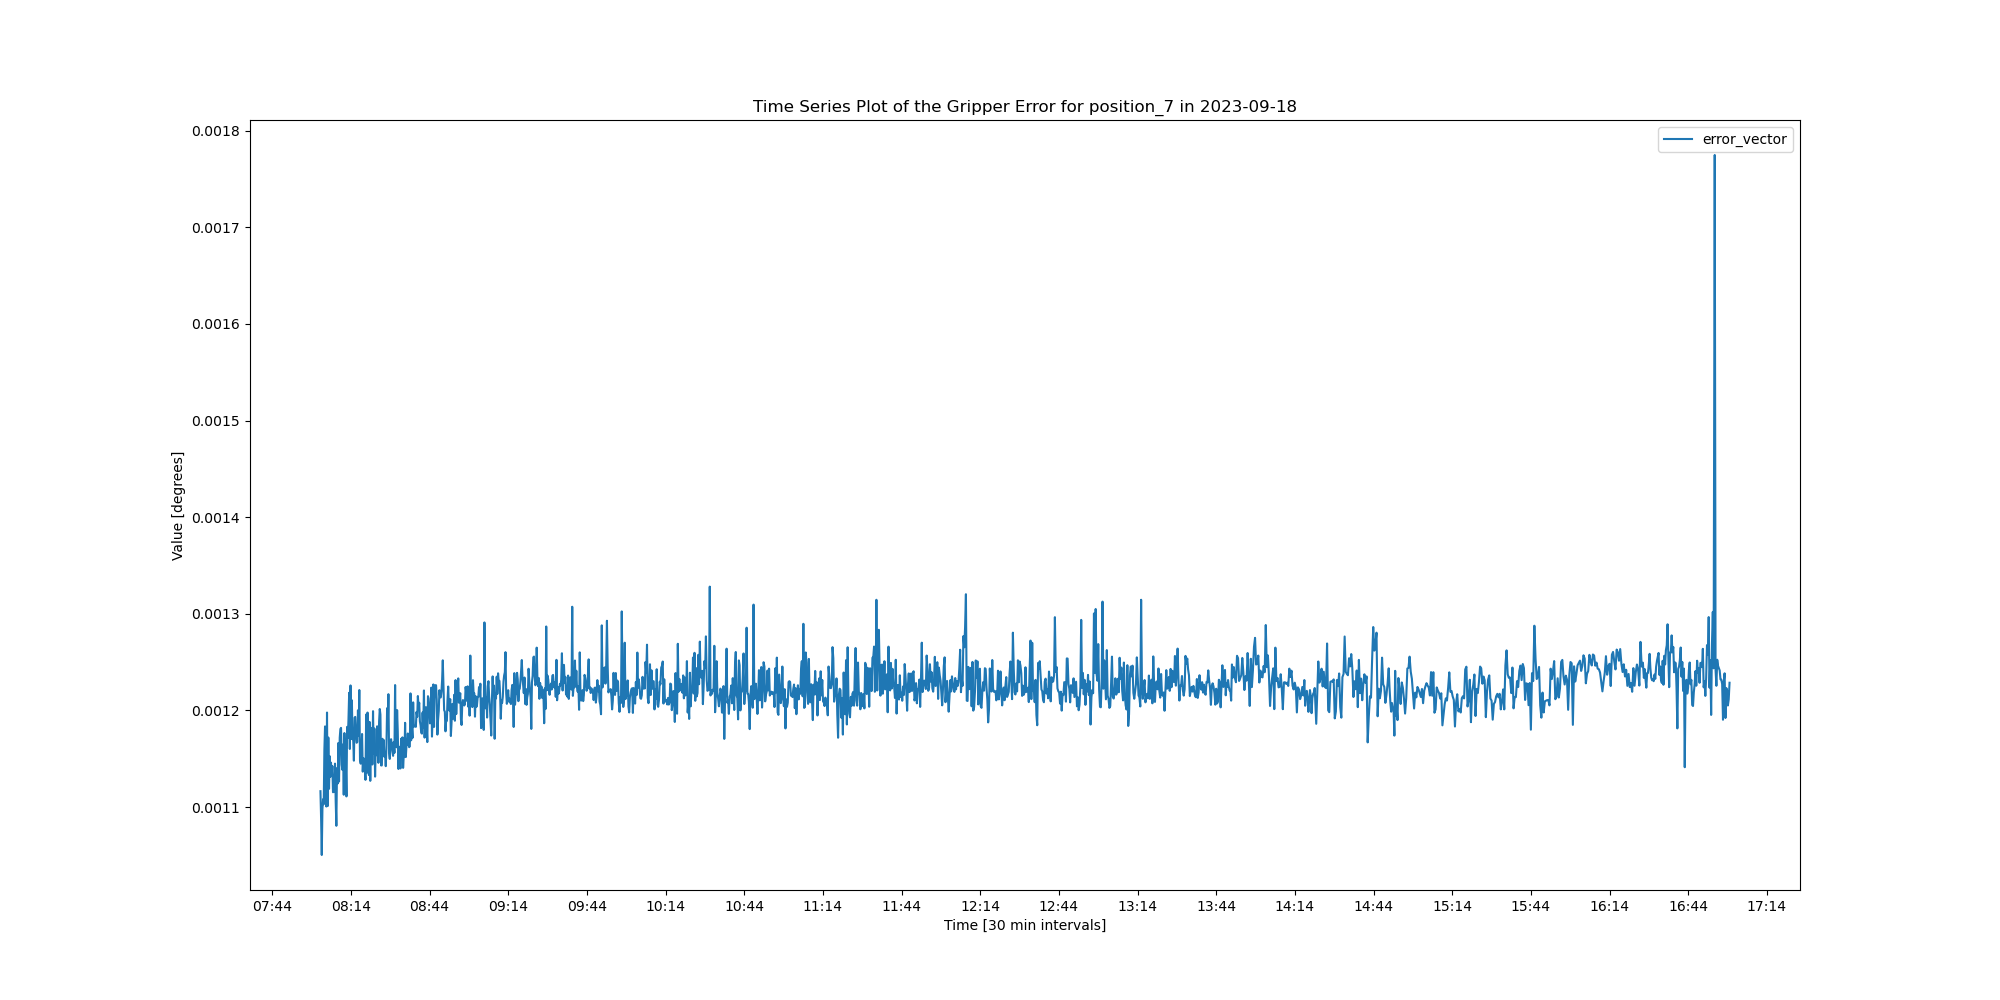 Time Series Plot of the Gripper Error for position_7 in 2023-09-18
error_vector
0.0018
0.0017
0.0016
0.0015
0.0014
0.0013
0.0012
0.0011
Value [degrees]
07:44 08:14 08:44 09:14 09:44 10:14 10:44 11:14 11:44 12:14 12:44 13:14 13:44 14:14 14:44 15:14 15:44 16:14 16:44 17:14
Time [30 min intervals]